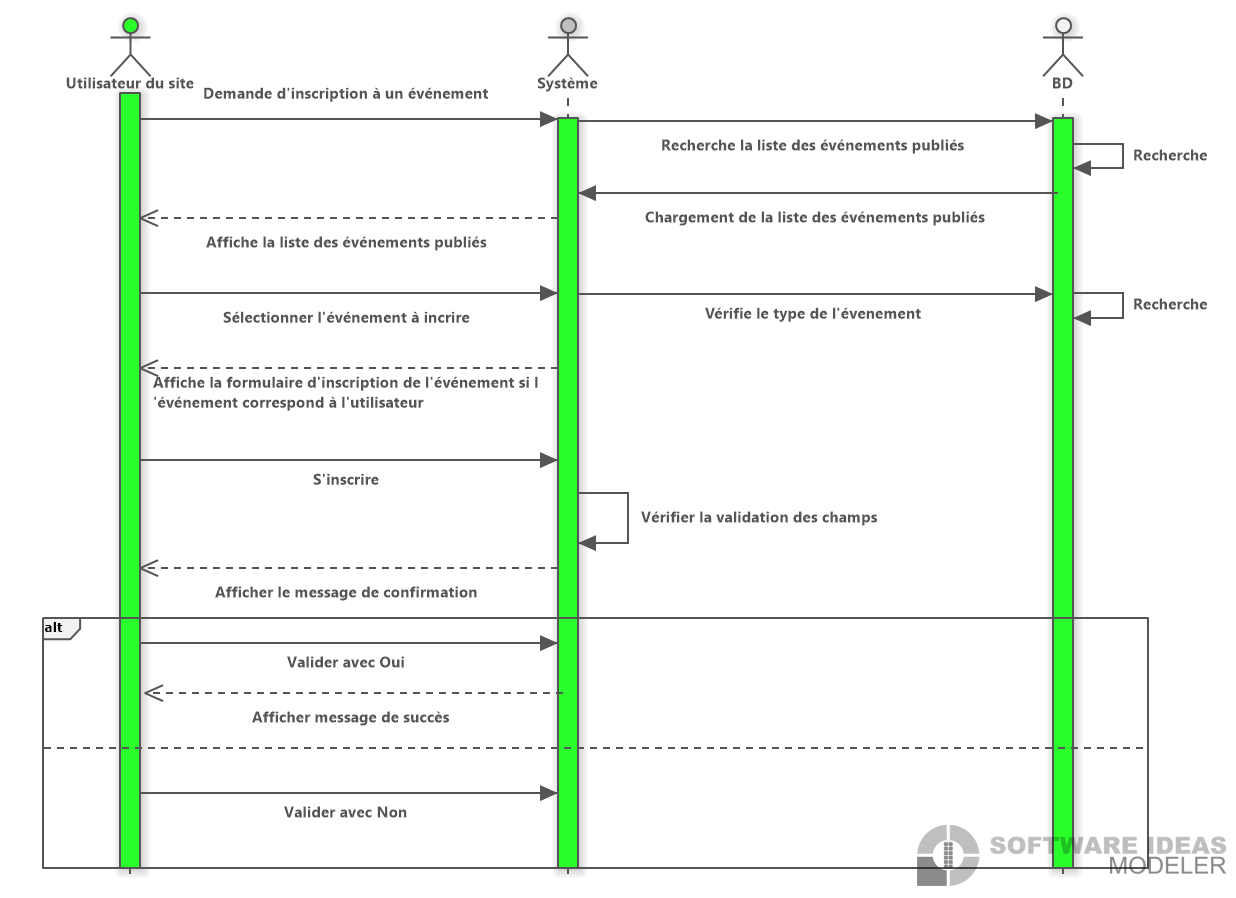 Utilisateur du site
Système
BD
Demande d'inscription à un événement
Recherche la liste des événements publiés
Recherche
Chargement de la liste des événements publiés
Affiche la liste des événements publiés
Sélectionner l'événement à incrire
Vérifie le type de l'évenement
Recherche
Affiche la formulaire d'inscription de l'événement si l
'événement correspond à l'utilisateur
S'inscrire
Vérifier la validation des champs
Afficher le message de confirmation
alt
Valider avec Oui
Afficher message de succès
Valider avec Non
SOFTWARE IDEAS
MODELER